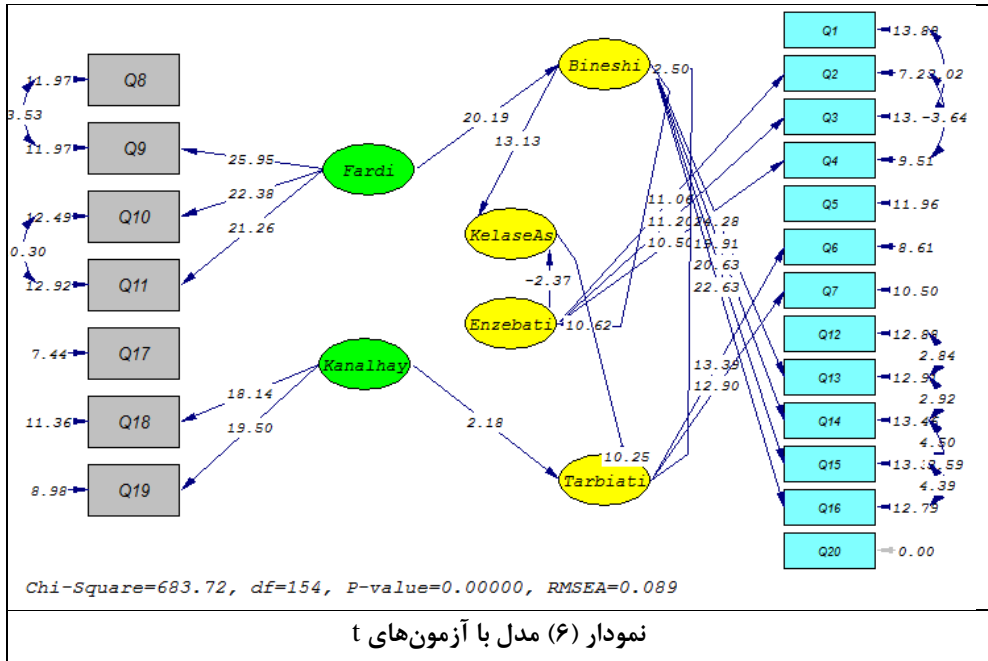 Q8
Q9
Q10
Q11
Q17
Q18
Q19
11.97
3.53
11.97
12.49
0.30
12.92
7.44
11.36
8.98
25.95
22.38
21.26
18.14
19.50
Fardi
Kanalhay
20.19
13.13
-2.37
2.18
Bineshi
KelaseAs
Enzebati
Tarbiati
2.50
10.62
10.25
11.06
11.20
10.50
24.28
20.63
22.63
13.39
12.90
Q1
Q2
Q3
Q4
Q5
Q6
Q7
Q12
Q13
Q14
Q15
Q16
Q20
-3.64
9.51
11.96
8.61
10.50
12.88
2.84
2.92
4.50
4.39
12.79
0.00
Chi-Square=683.72, df=154, P-value=0.00000, RMSEA=0.089
نمودار (۶) مدل با آزمون‌های t